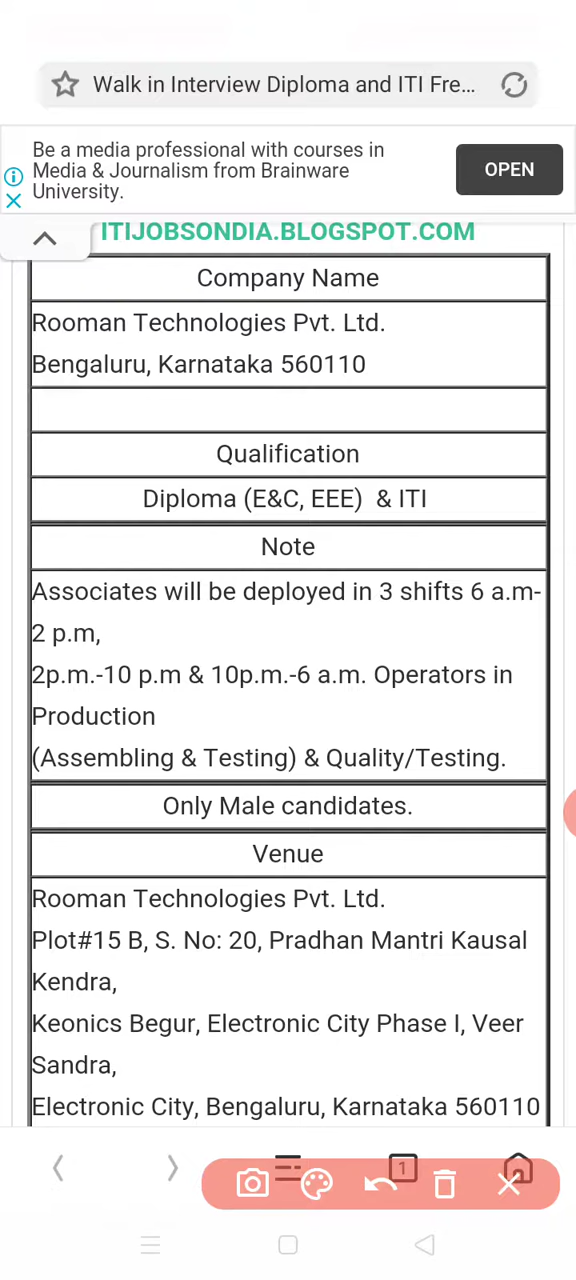 Walk in Interview Diploma and ITI Fre...
Be a media professional with courses in
Media & Journalism from Brainware
University.
OPEN
ITIJOBSONDIA.BLOGSPOT.COM
Company Name
Rooman Technologies Pvt. Ltd.
Bengaluru, Karnataka 560110
Qualification
Diploma (E&C, EEE)  & ITI
Note
Associates will be deployed in 3 shifts 6 a.m-
2 p.m,
2p.m.-10 p.m & 10p.m.-6 a.m. Operators in
Production
(Assembling & Testing) & Quality/Testing.
Only Male candidates.
Venue
Rooman Technologies Pvt. Ltd.
Plot#15 B, S. No: 20, Pradhan Mantri Kausal
Kendra,
Keonics Begur, Electronic City Phase I, Veer
Sandra,
Electronic City, Bengaluru, Karnataka 560110
1